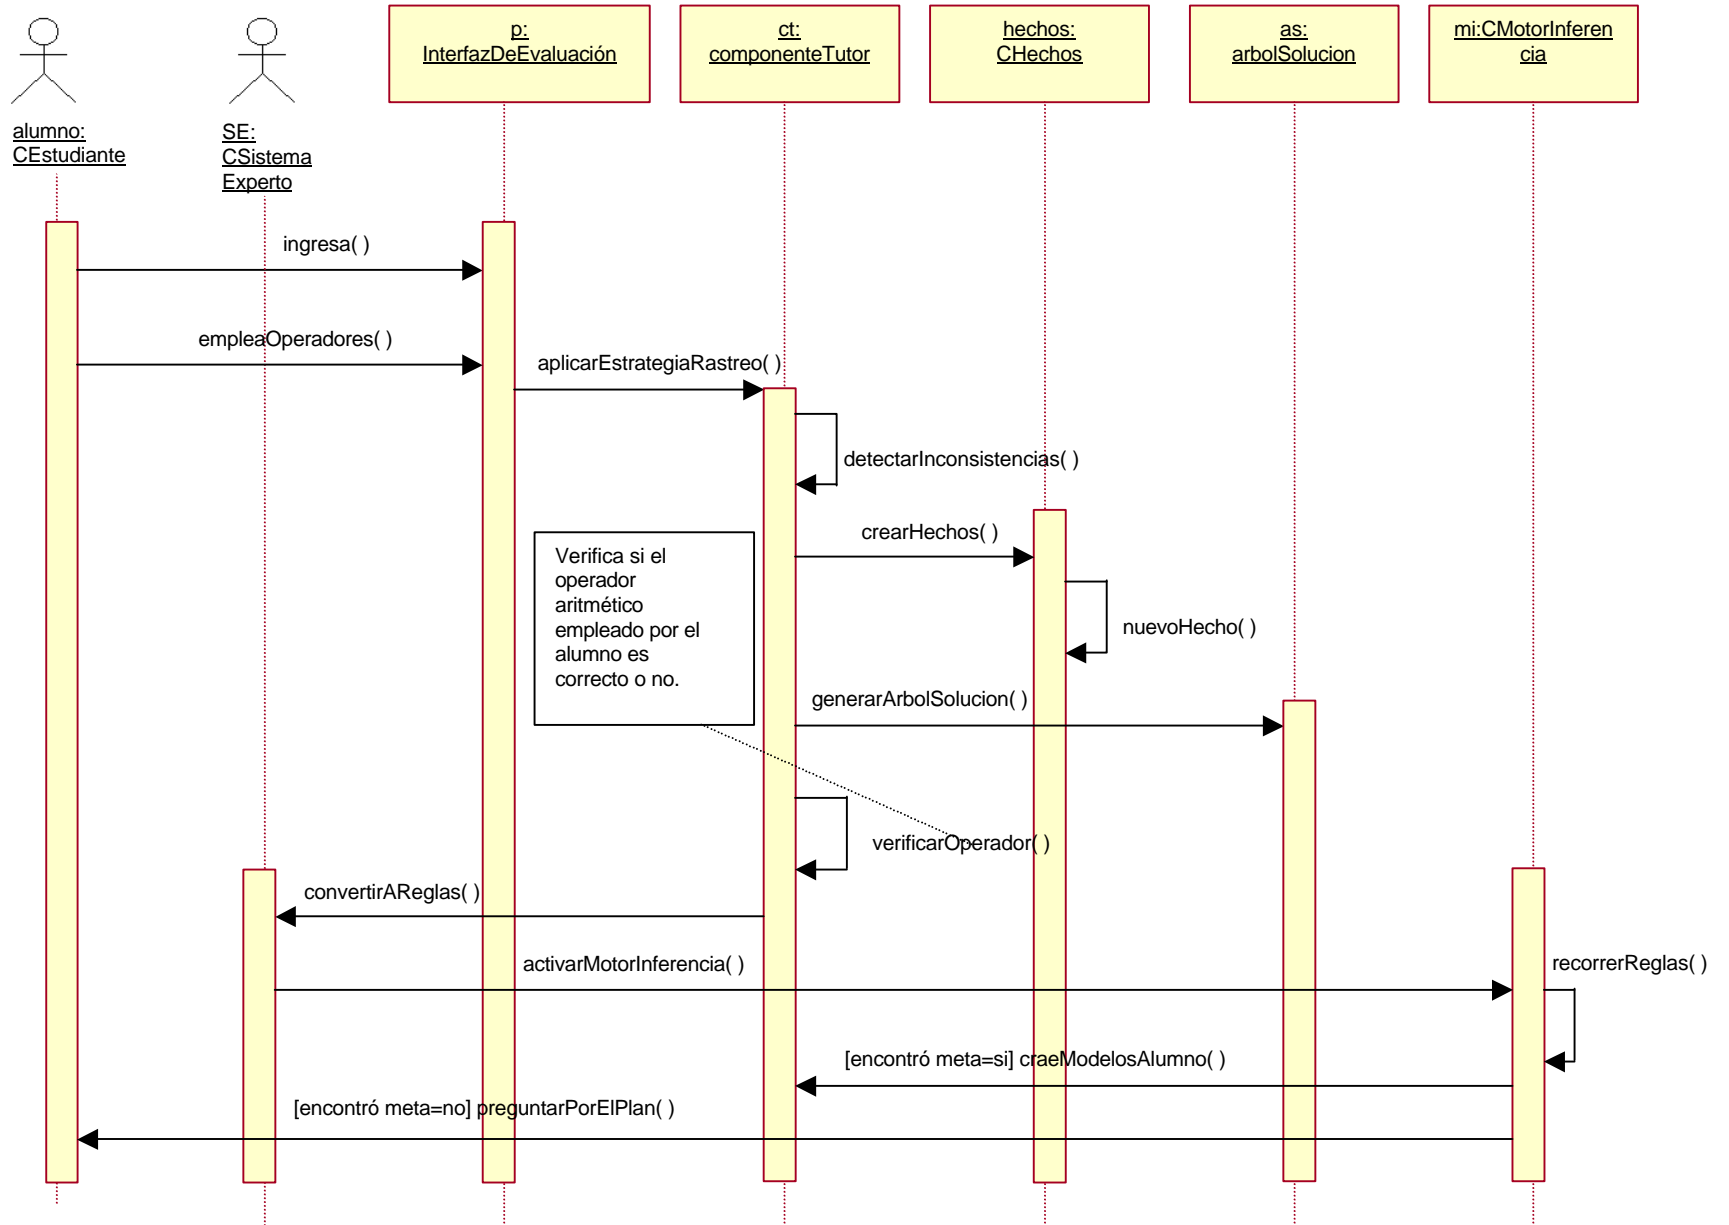 alumno:
CEstudiante
SE:
CSistema
Experto
p:
InterfazDeEvaluación
ct:
componenteTutor
hechos:
CHechos
as:
arbolSolucion
mi:CMotorInferen
cia
ingresa( )
empleaOperadores( )
aplicarEstrategiaRastreo( )
detectarInconsistencias( )
crearHechos( )
Verifica si el
operador
aritmético
empleado por el
alumno es
correcto o no.
nuevoHecho( )
generarArbolSolucion( )
verificarOperador( )
convertirAReglas( )
activarMotorInferencia( )
recorrerReglas( )
[encontró meta=si] craeModelosAlumno( )
[encontró meta=no] preguntarPorElPlan( )